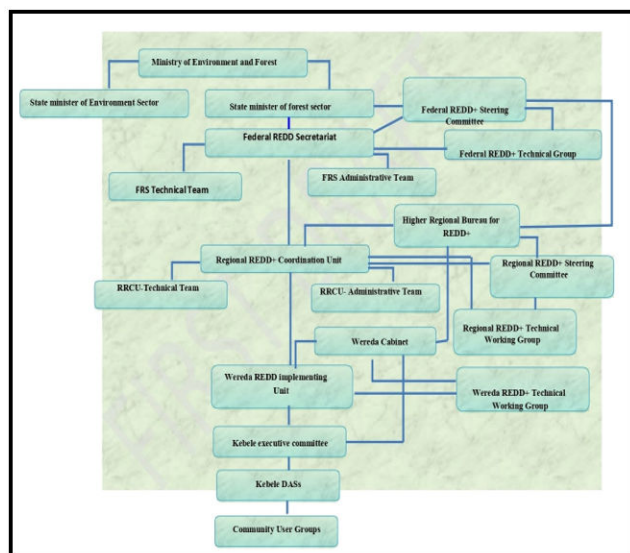 Ministry of Environment and Forest
State minister of Environment Sector
State minister of forest sector
Federal REDD+ Steering
Committee
Federal REDD Secretariat
Federal REDD+ Technical Group
FRS Technical Team
FRS Administrative Team
Higher Regional Bureau for
REDD+
Regional REDD+ Coordination Unit
Regional REDD+ Steering
Committee
RRCU-Technical Team
RRCU- Administrative Team
Regional REDD+ Technical
Working Group
Wereda Cabinet
Wereda REDD implementing
Unit
Wereda REDD+ Technical
Working Group
Kebele executive committee
Kebele DASs
Community User Groups